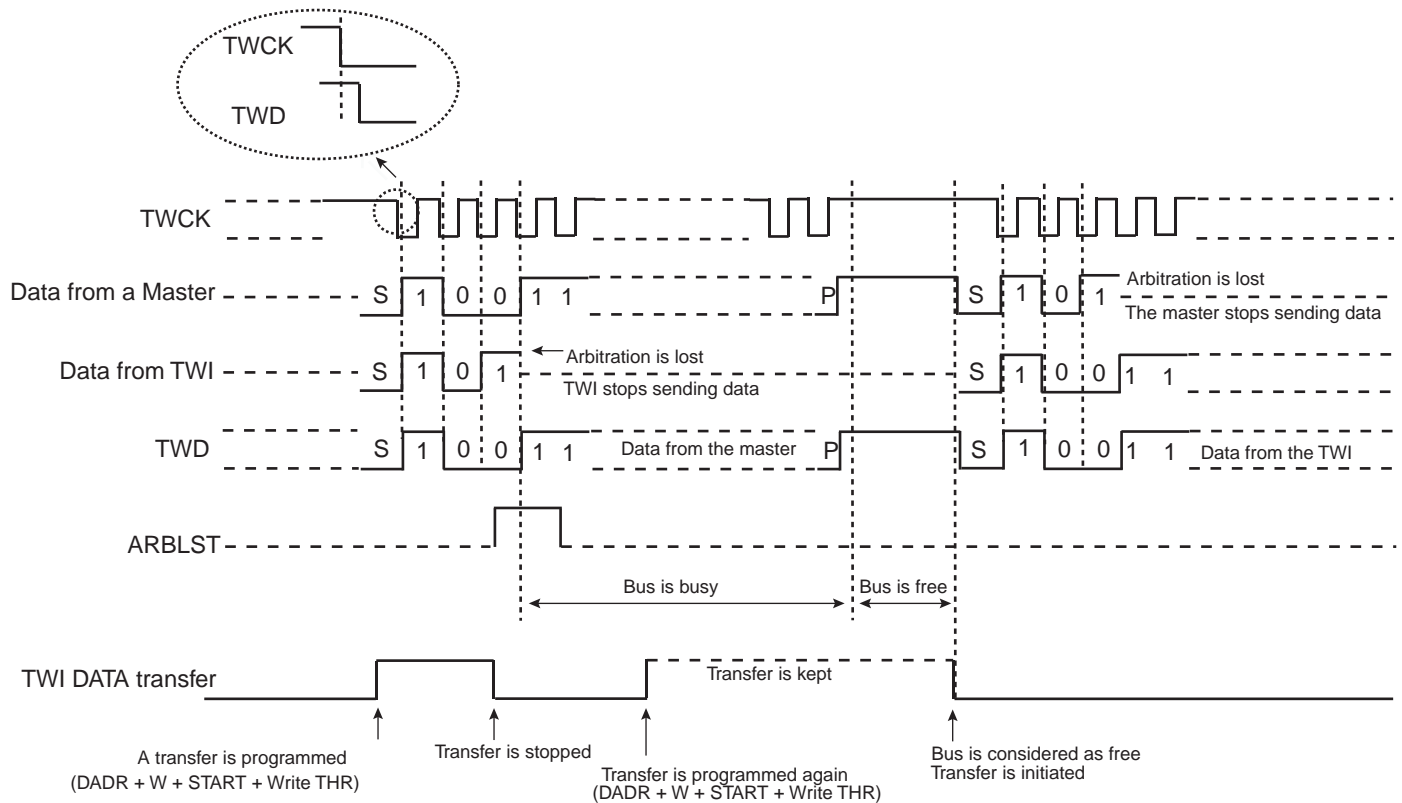 TWCK
TWD
TWCK
Data from a Master S 1 0 0 1 1 P S 1 0 1 Arbitration is lost
The master stops sending data
Data from TWI S 1 0 1 Arbitration is lost S 1 0 0 1 1
TWI stops sending data
TWD S 1 0 0 1 1 Data from the master P S 1 0 0 1 1 Data from the TWI
ARBLST
Bus is busy Bus is free
TWI DATA transfer Transfer is kept
A transfer is programmed
(DADR + W + START + Write THR)
Transfer is stopped
Transfer is programmed again
(DADR + W + START + Write THR)
Bus is considered as free
Transfer is initiated